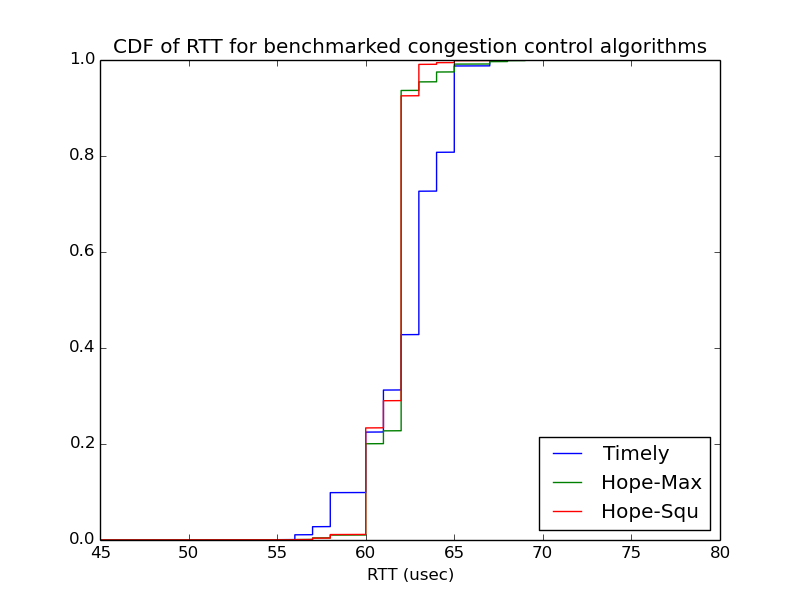 CDF of RTT for benchmarked congestion control algorithms
1.0
0.8
0.6
0.4
0.2
0.0
Timely
Hope-Max
Hope-Squ
45 50 55 60 65 70 75 80
RTT (usec)